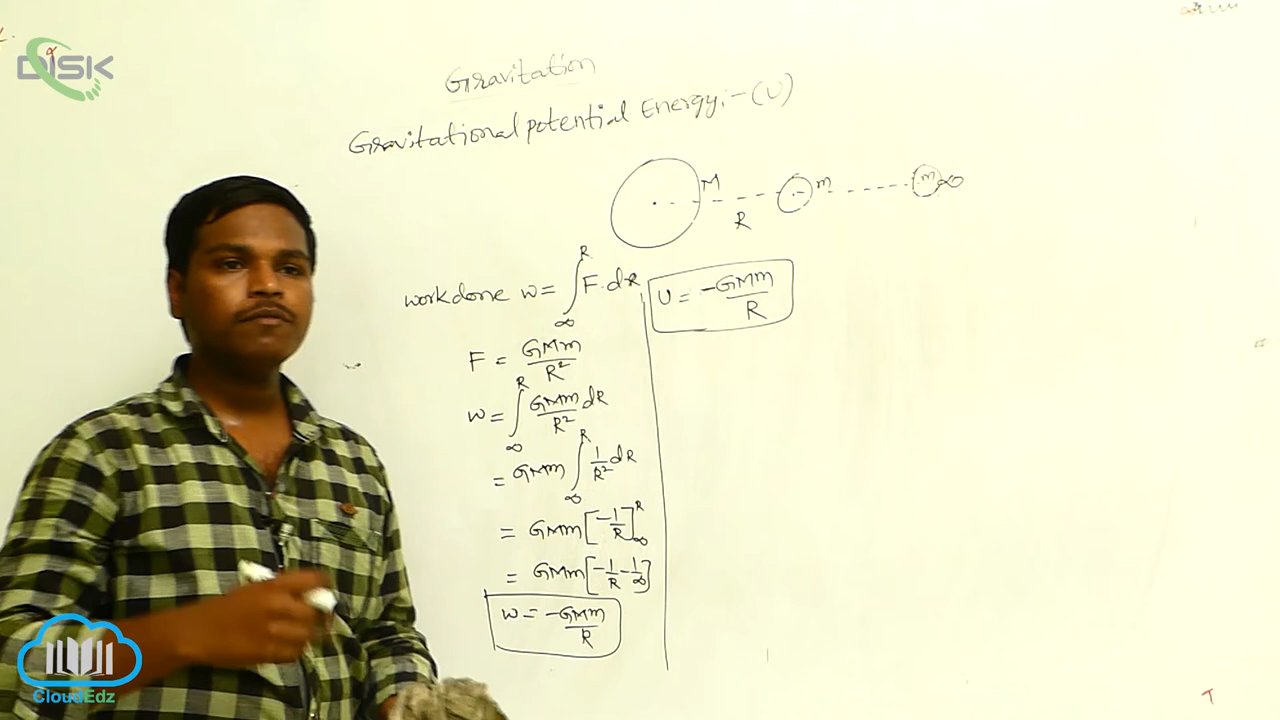 DISK
Gravitation
Gravitational potential Energy:-(U)
M m m ∞
R
work done W = ∫_∞^R F. dR
F = GMm/R²
W = ∫_∞^R GMm/R² dR
= GMm ∫_∞^R 1/R² dR
= GMm [-1/R]_∞^R
= GMm [-1/R - 1/∞]
W = -GMm/R
U = -GMm/R
CloudEdz